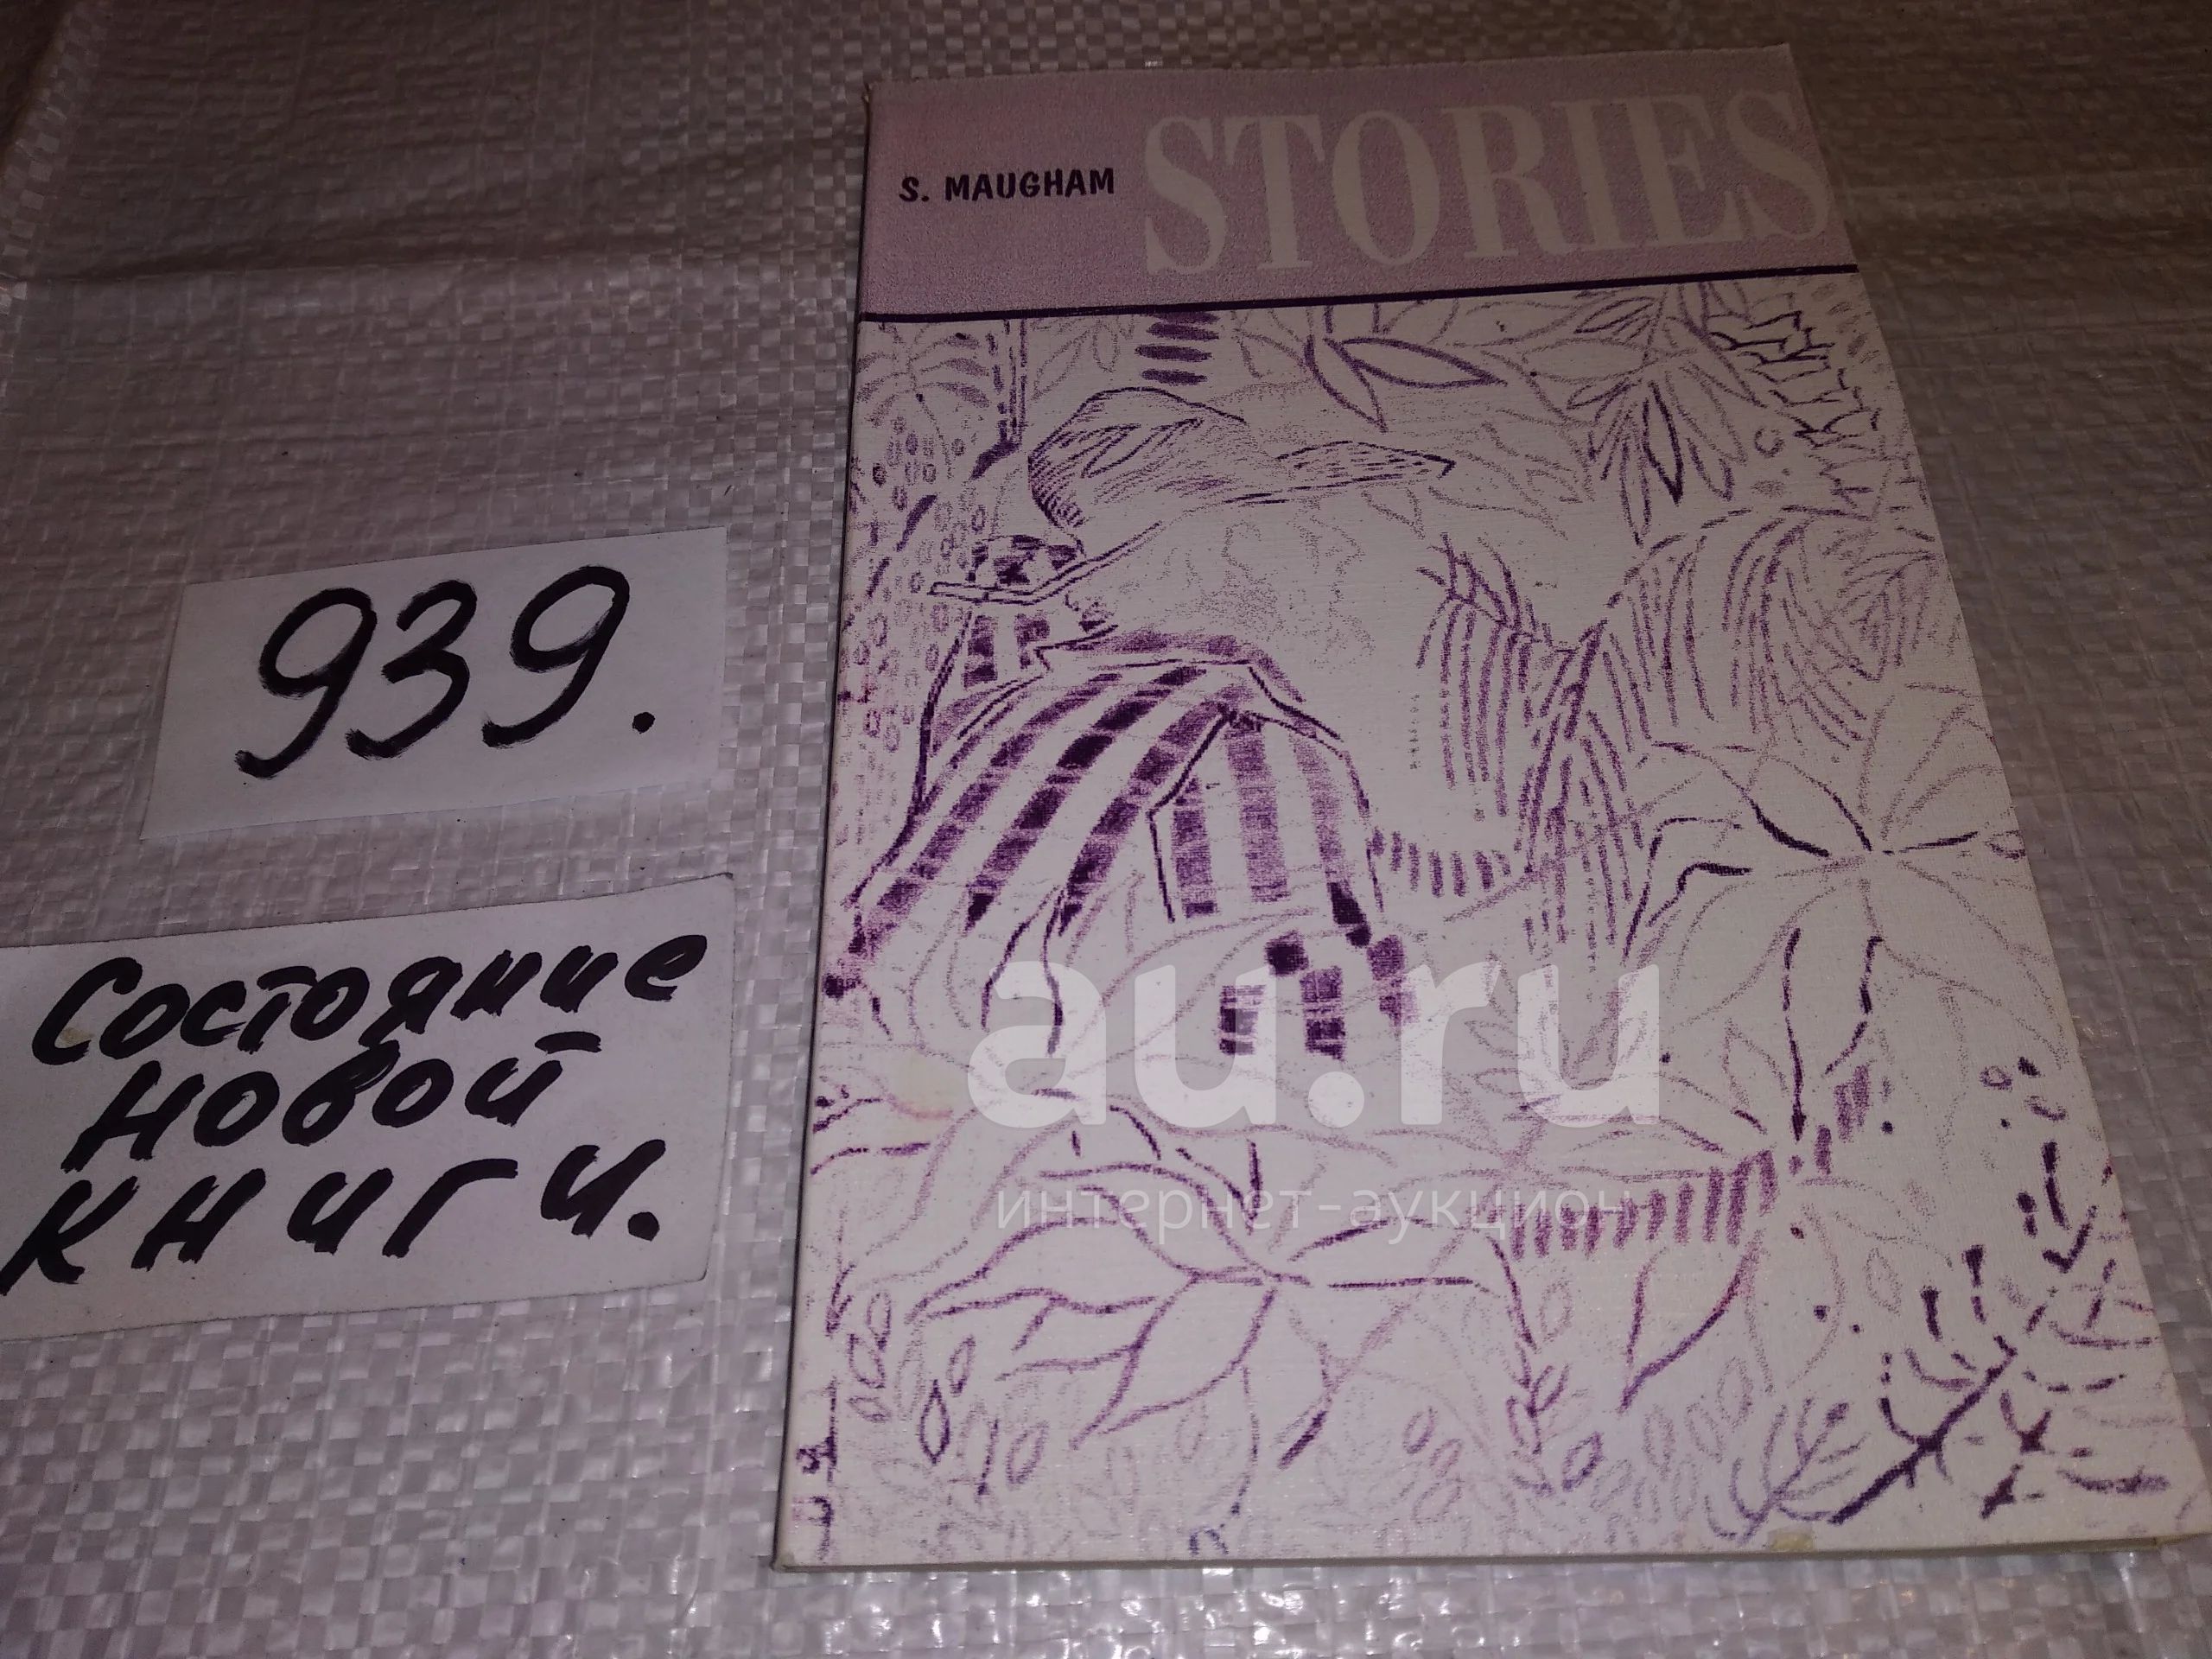 S. MAUGHAM
STORIES
939.
Состояние
новой
книги.
au.ru
интернет-аукцион